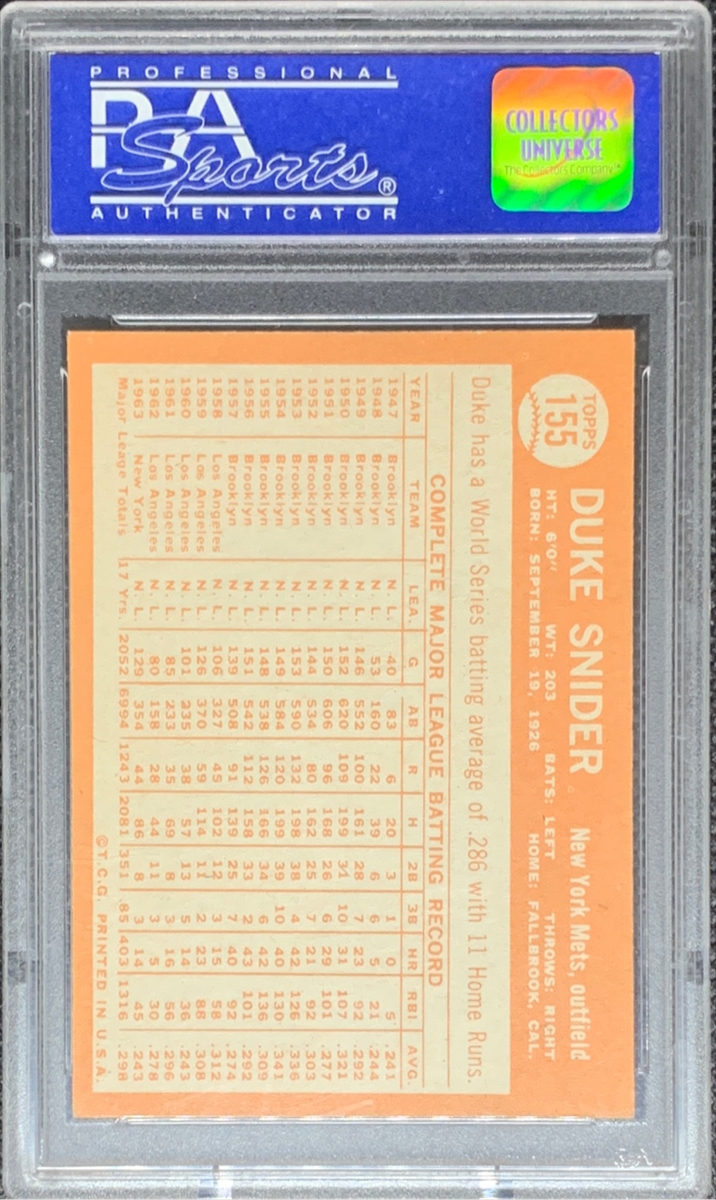 PROFESSIONAL
PSA
Sports®
AUTHENTICATOR
COLLECTORS
UNIVERSE
The Collectors Company™
TOPPS
155
DUKE SNIDER New York Mets, outfield
HT: 6'0" WT: 203 BATS: LEFT THROWS: RIGHT
BORN: SEPTEMBER 19, 1926 HOME: FALLBROOK, CAL.
Duke has a World Series batting average of .286 with 11 Home Runs.
COMPLETE MAJOR LEAGUE BATTING RECORD
YEAR TEAM LEA. G AB R H 2B 3B HR RBI AVG.
1947 Brooklyn N. L. 40 83 6 20 3 1 0 5 .241
1948 Brooklyn N. L. 53 160 22 39 6 6 5 21 .244
1949 Brooklyn N. L. 146 552 100 161 28 7 23 92 .292
1950 Brooklyn N. L. 152 620 109 199 31 10 31 107 .321
1951 Brooklyn N. L. 150 606 96 168 26 6 29 101 .277
1952 Brooklyn N. L. 144 534 80 162 25 7 21 92 .303
1953 Brooklyn N. L. 153 590 132 198 38 4 42 126 .336
1954 Brooklyn N. L. 149 584 120 199 39 10 40 130 .341
1955 Brooklyn N. L. 148 538 126 166 34 6 42 136 .309
1956 Brooklyn N. L. 151 542 112 158 33 2 43 101 .292
1957 Brooklyn N. L. 139 508 91 139 25 7 40 92 .274
1958 Los Angeles N. L. 106 327 45 102 12 3 15 58 .312
1959 Los Angeles N. L. 126 370 59 114 11 2 23 88 .308
1960 Los Angeles N. L. 101 235 38 57 13 5 14 36 .243
1961 Los Angeles N. L. 85 233 35 69 8 3 16 56 .296
1962 Los Angeles N. L. 80 158 28 44 11 3 5 30 .278
1963 New York N. L. 129 354 44 86 8 3 14 45 .243
Major Leage Totals 17 Yrs. 2052 6994 1243 2081 351 85 403 1316 .298
©T.C.G. PRINTED IN U.S.A.